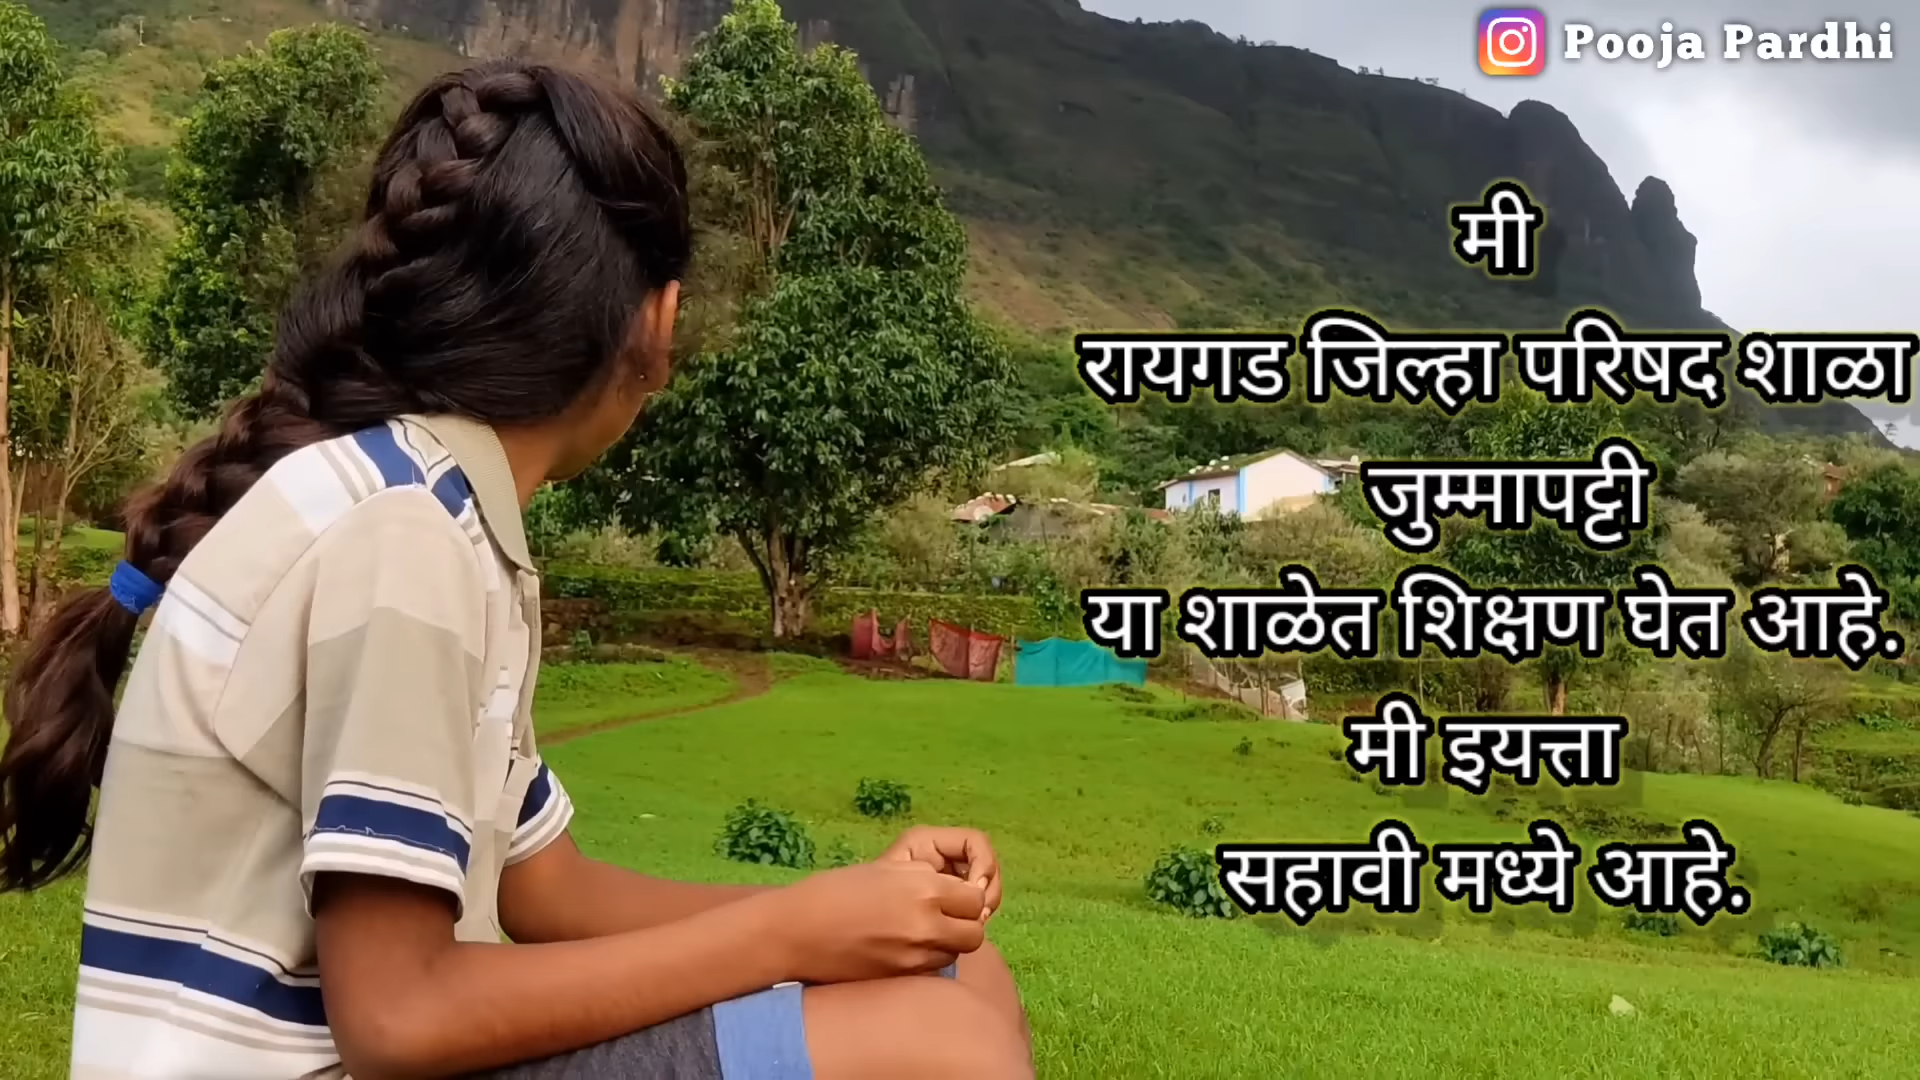 Pooja Pardhi
मी
रायगड जिल्हा परिषद शाळा
जुम्मापट्टी
या शाळेत शिक्षण घेत आहे.
मी इयत्ता
सहावी मध्ये आहे.